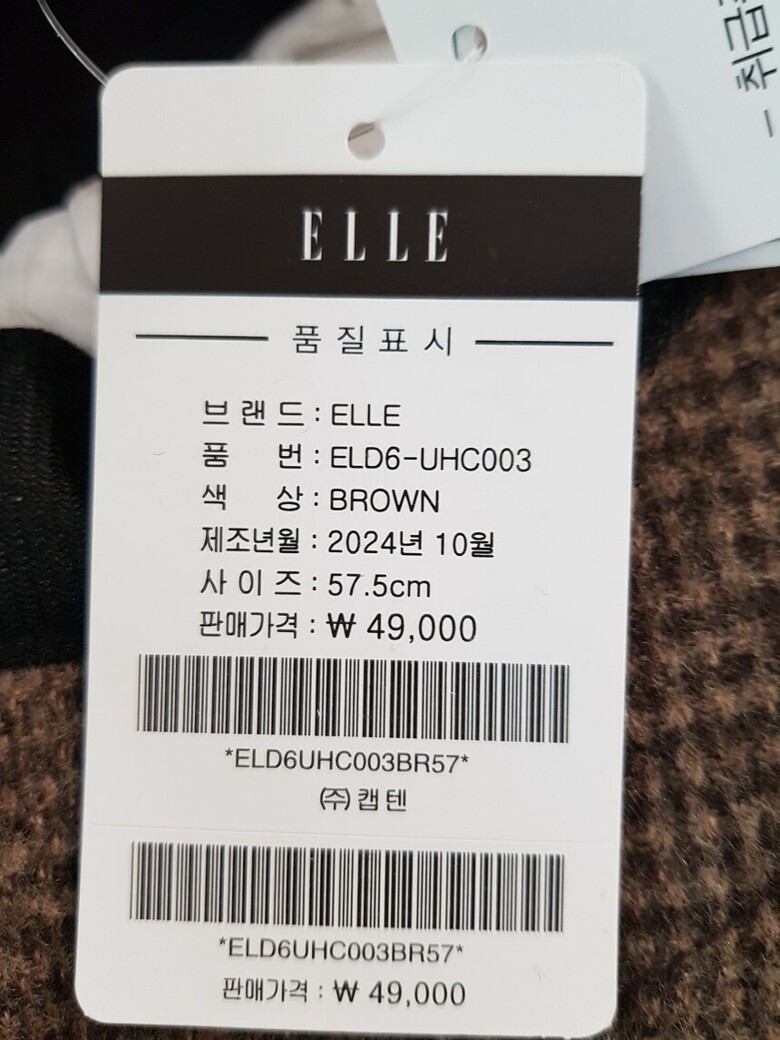 – 취급
ELLE
품질표시
브랜드 : ELLE
품 번 : ELD6-UHC003
색 상 : BROWN
제조년월 : 2024년 10월
사이즈 : 57.5cm
판매가격 : ₩ 49,000
*ELD6UHC003BR57*
㈜캡텐
*ELD6UHC003BR57*
판매가격 : ₩ 49,000